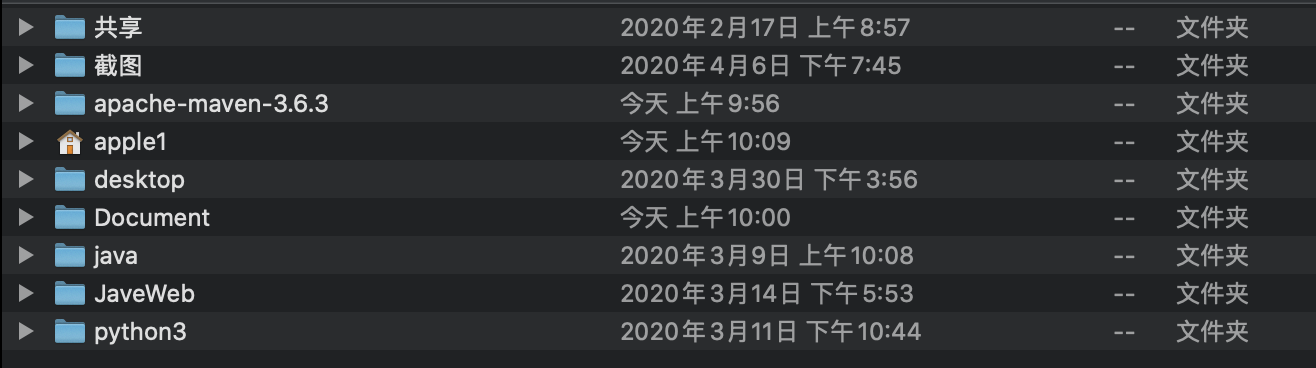 共享 2020年2月17日 上午8:57 -- 文件夹
截图 2020年4月6日 下午7:45 -- 文件夹
apache-maven-3.6.3 今天 上午9:56 -- 文件夹
apple1 今天 上午10:09 -- 文件夹
desktop 2020年3月30日 下午3:56 -- 文件夹
Document 今天 上午10:00 -- 文件夹
java 2020年3月9日 上午10:08 -- 文件夹
JaveWeb 2020年3月14日 下午5:53 -- 文件夹
python3 2020年3月11日 下午10:44 -- 文件夹